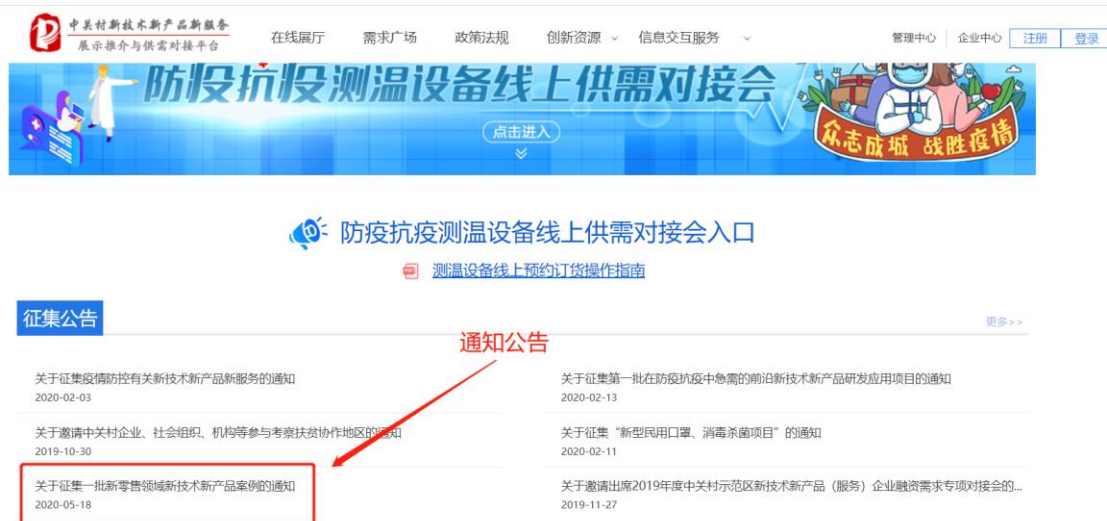 中关村新技术新产品新服务
展示推介与供需对接平台
在线展厅
需求广场
政策法规
创新资源
信息交互服务
管理中心
企业中心
注册
登录
防疫抗疫测温设备线上供需对接会
点击进入
众志成城 战胜疫情
防疫抗疫测温设备线上供需对接会入口
测温设备线上预约订货操作指南
征集公告
更多>>
通知公告
关于征集疫情防控有关新技术新产品新服务的通知
2020-02-03
关于征集第一批在防疫抗疫中急需的前沿新技术新产品研发应用项目的通知
2020-02-13
关于邀请中关村企业、社会组织、机构等参与考察扶贫协作地区的通知
2019-10-30
关于征集“新型民用口罩、消毒杀菌项目”的通知
2020-02-11
关于征集一批新零售领域新技术新产品案例的通知
2020-05-18
关于邀请出席2019年度中关村示范区新技术新产品（服务）企业融资需求专项对接会的...
2019-11-27